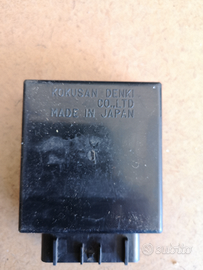 KOKUSAN DENKI
CO.,LTD
MADE IN JAPAN
subito